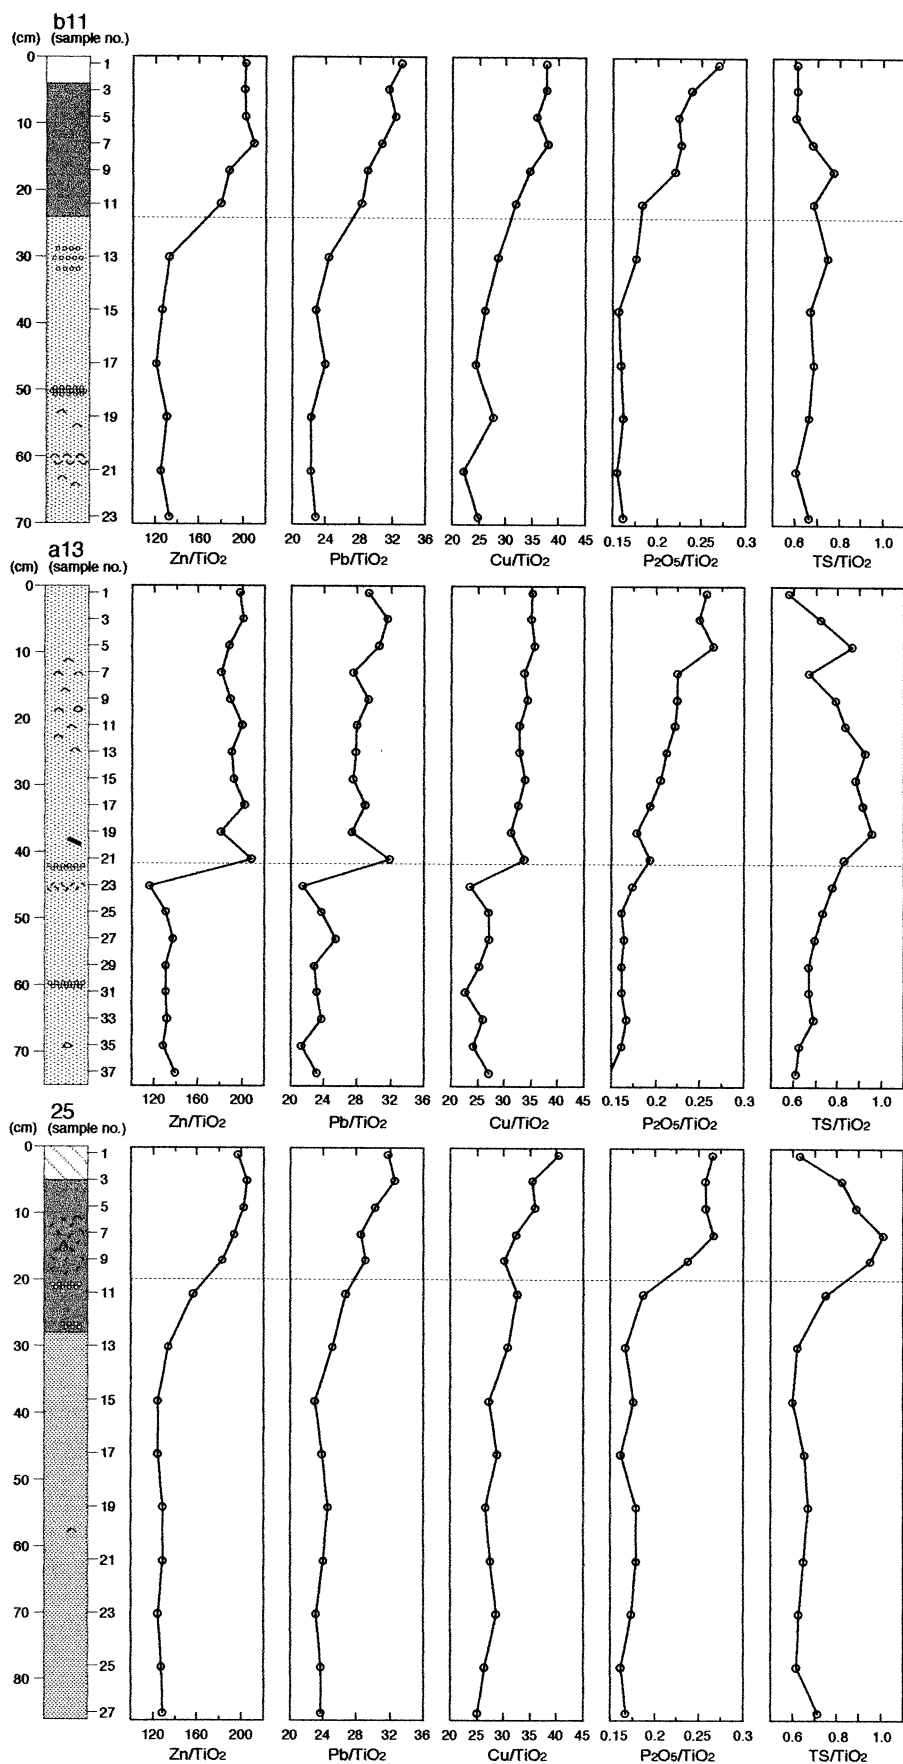 b11
(cm) (sample no.)
0
10
20
30
40
50
60
70
1
3
5
7
9
11
13
15
17
19
21
23
120 160 200
Zn/TiO₂
20 24 28 32 36
Pb/TiO₂
20 25 30 35 40 45
Cu/TiO₂
0.15 0.2 0.25 0.3
P₂O₅/TiO₂
0.6 0.8 1.0
TS/TiO₂
a13
(cm) (sample no.)
0
10
20
30
40
50
60
70
1
3
5
7
9
11
13
15
17
19
21
23
25
27
29
31
33
35
37
120 160 200
Zn/TiO₂
20 24 28 32 36
Pb/TiO₂
20 25 30 35 40 45
Cu/TiO₂
0.15 0.2 0.25 0.3
P₂O₅/TiO₂
0.6 0.8 1.0
TS/TiO₂
25
(cm) (sample no.)
0
10
20
30
40
50
60
70
80
1
3
5
7
9
11
13
15
17
19
21
23
25
27
120 160 200
Zn/TiO₂
20 24 28 32 36
Pb/TiO₂
20 25 30 35 40 45
Cu/TiO₂
0.15 0.2 0.25 0.3
P₂O₅/TiO₂
0.6 0.8 1.0
TS/TiO₂